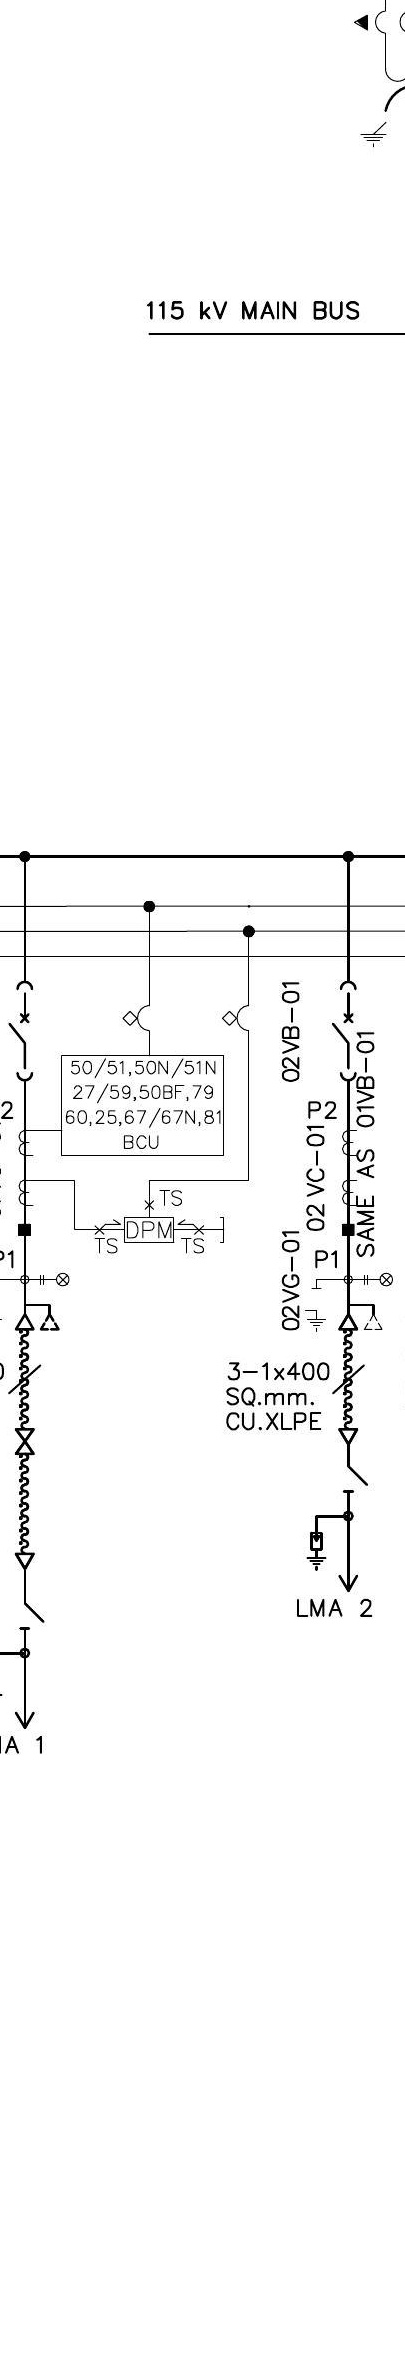 115 kV MAIN BUS
02VB-01
50/51,50N/51N
27/59,50BF,79
60,25,67/67N,81
BCU
2
P2
01VB-01
SAME AS
02 VC-01
TS
DPM
TS
TS
P1
P1
02VG-01
0
3-1x400
SQ.mm.
CU.XLPE
LMA 2
MA 1